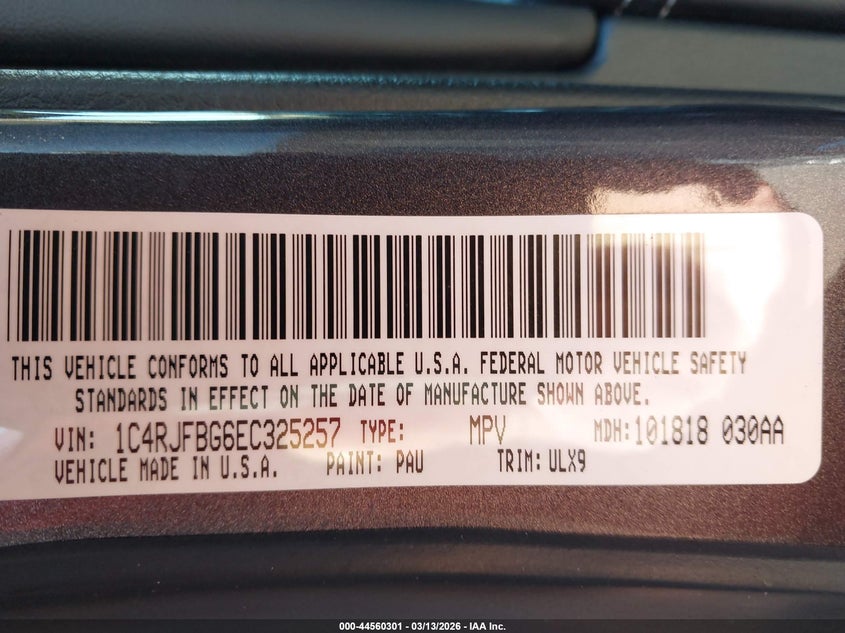 THIS VEHICLE CONFORMS TO ALL APPLICABLE U.S.A. FEDERAL MOTOR VEHICLE SAFETY
STANDARDS IN EFFECT ON THE DATE OF MANUFACTURE SHOWN ABOVE.
VIN: 1C4RJFBG6EC325257 TYPE: MPV MDH:101818 030AA
VEHICLE MADE IN U.S.A. PAINT: PAU TRIM: ULX9
000-44560301 | 03/13/2026 - IAA Inc.